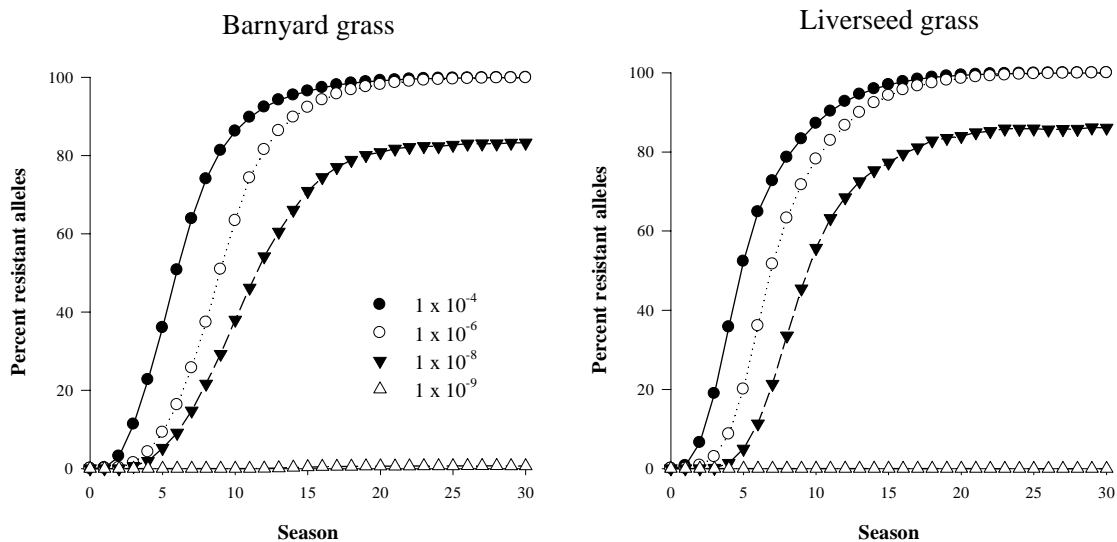 Barnyard grass
Percent resistant alleles
100
80
60
40
20
0
0 5 10 15 20 25 30
Season
1 x 10⁻⁴
1 x 10⁻⁶
1 x 10⁻⁸
1 x 10⁻⁹
Liverseed grass
Percent resistant alleles
100
80
60
40
20
0
0 5 10 15 20 25 30
Season